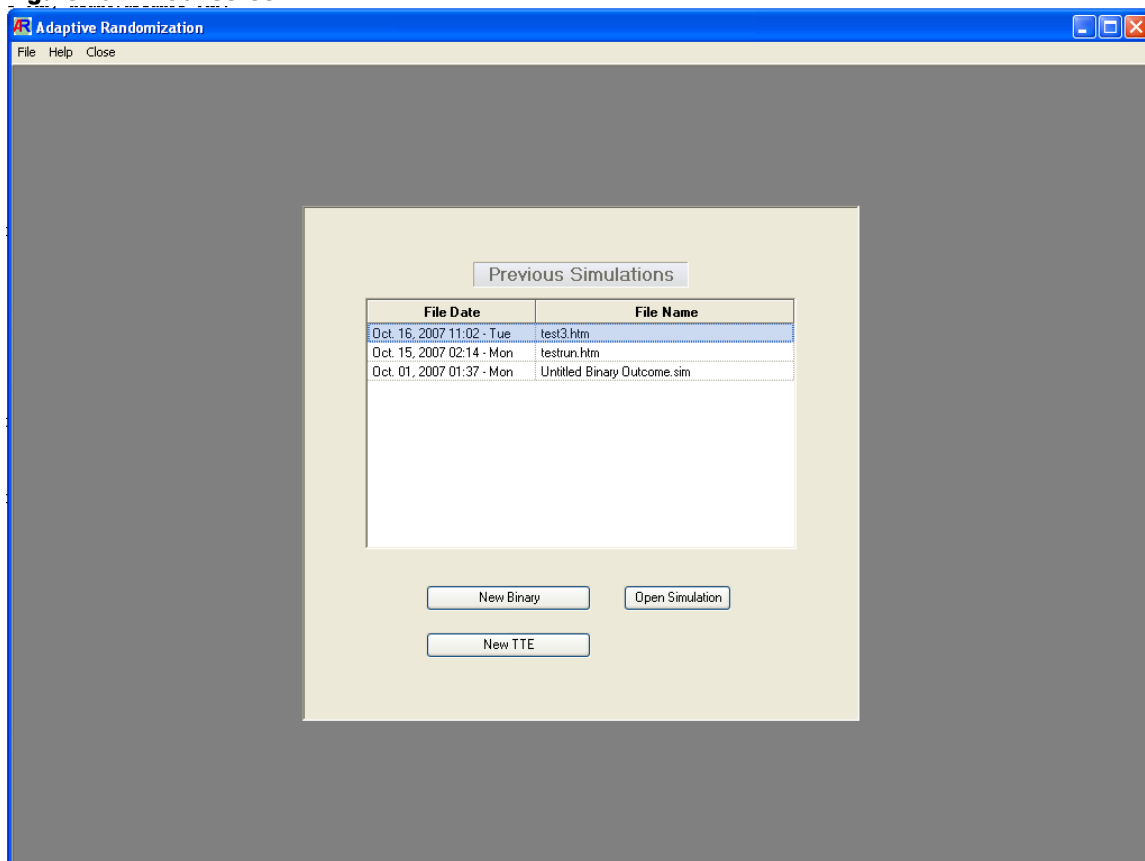 Adaptive Randomization
File Help Close
Previous Simulations
File Date File Name
Oct. 16, 2007 11:02 - Tue test3.htm
Oct. 15, 2007 02:14 - Mon testrun.htm
Oct. 01, 2007 01:37 - Mon Untitled Binary Outcome.sim
New Binary Open Simulation
New TTE